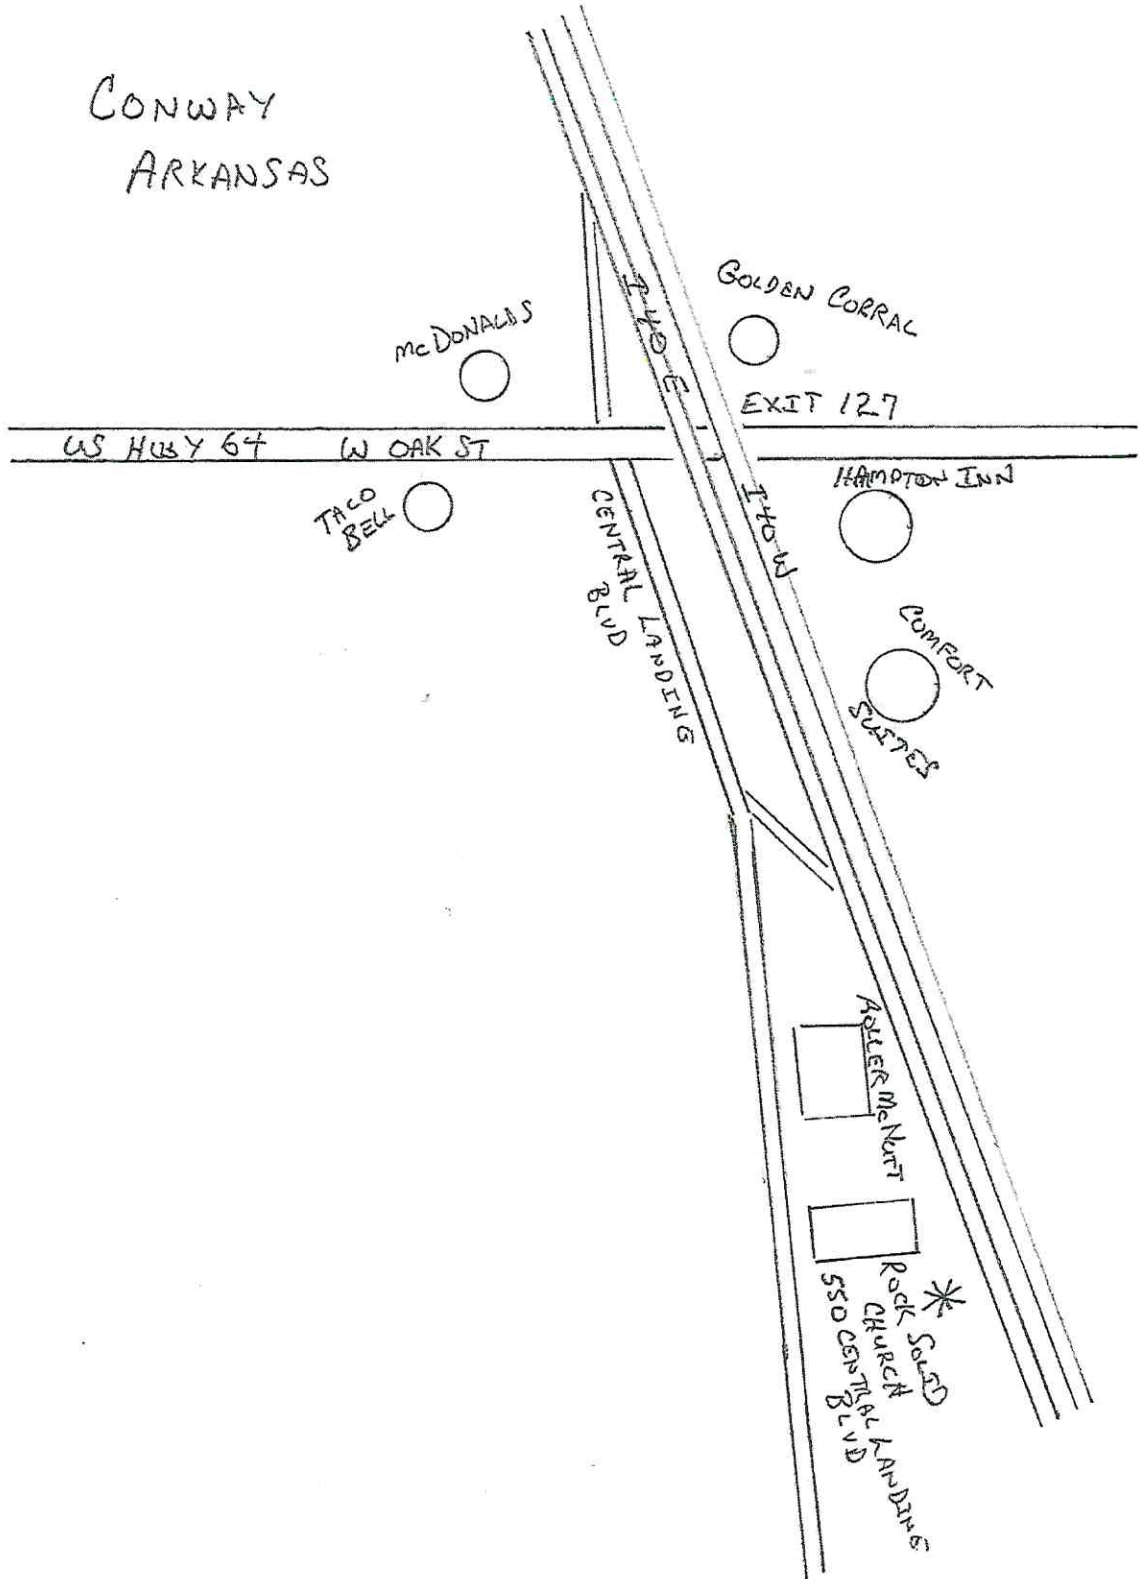 CONWAY
ARKANSAS
GOLDEN CORRAL
McDONALDS
I 40 E
EXIT 127
US HWY 64 W OAK ST
HAMPTON INN
TACO
BELL
I 40 W
CENTRAL LANDING
BLVD
COMFORT
SUITES
ROLLER McNUTT
ROCK SOLID
CHURCH
550 CENTRAL LANDING
BLVD